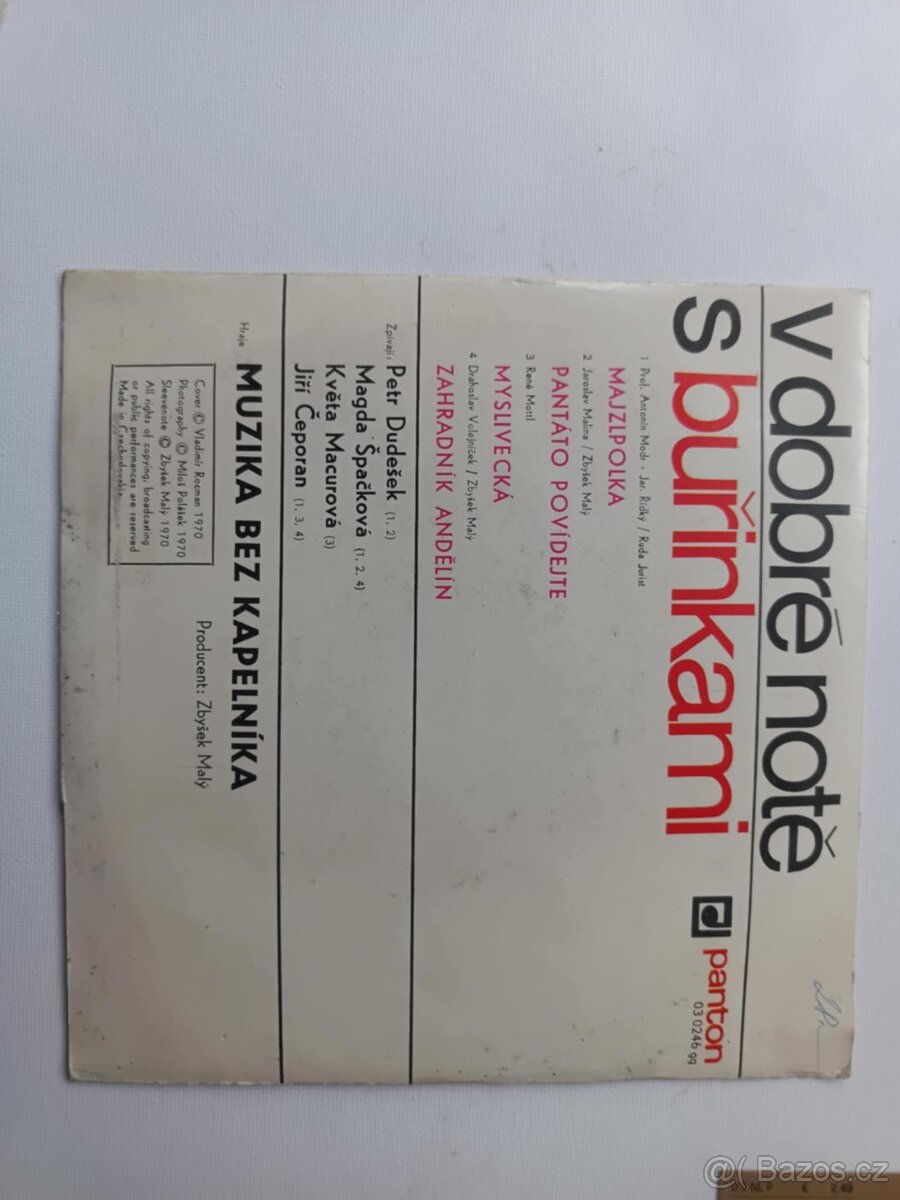 v dobré notě
s buřinkami
panton
03 0246 99
1 Prof. Antonín Modr - Jar. Řídký / Ruda Jurist
MAJZLPOLKA
2 Jaroslav Malina / Zbyšek Malý
PANTÁTO POVÍDEJTE
3 René Mottl
MYSLIVECKÁ
4 Drahoslav Volejníček / Zbyšek Malý
ZAHRADNÍK ANDĚLÍN
Zpívají: Petr Dudešek (1, 2)
Magda Špačková (1, 2, 4)
Květa Macurová (3)
Jiří Čeporan (1, 3, 4)
Hraje MUZIKA BEZ KAPELNÍKA
Producent: Zbyšek Malý
Cover © Vladimír Rocman 1970
Photography © Miloš Polášek 1970
Sleevenote © Zbyšek Malý 1970
All rights of copying, broadcasting
or public performances are reserved
Made in Czechoslovakia
@ Bazos.cz